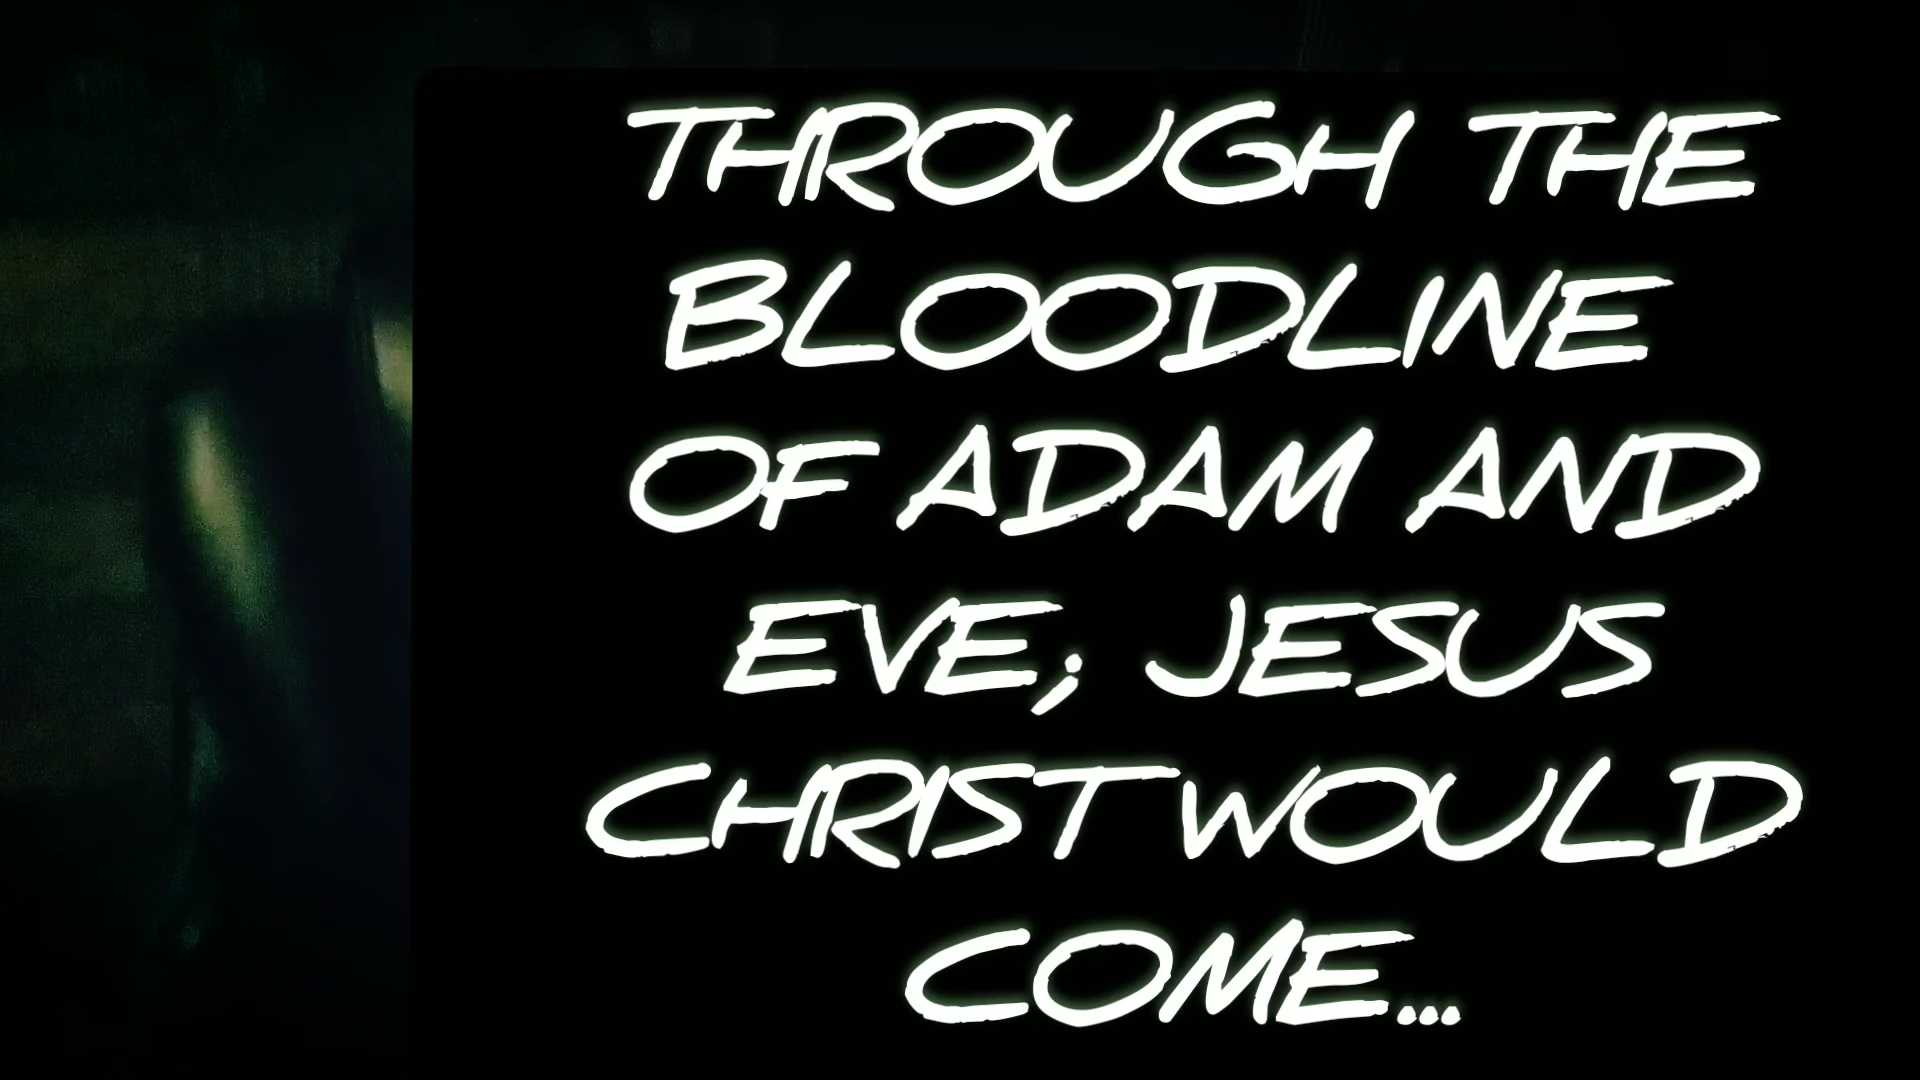 THROUGH THE
BLOODLINE
OF ADAM AND
EVE; JESUS
CHRIST WOULD
COME...